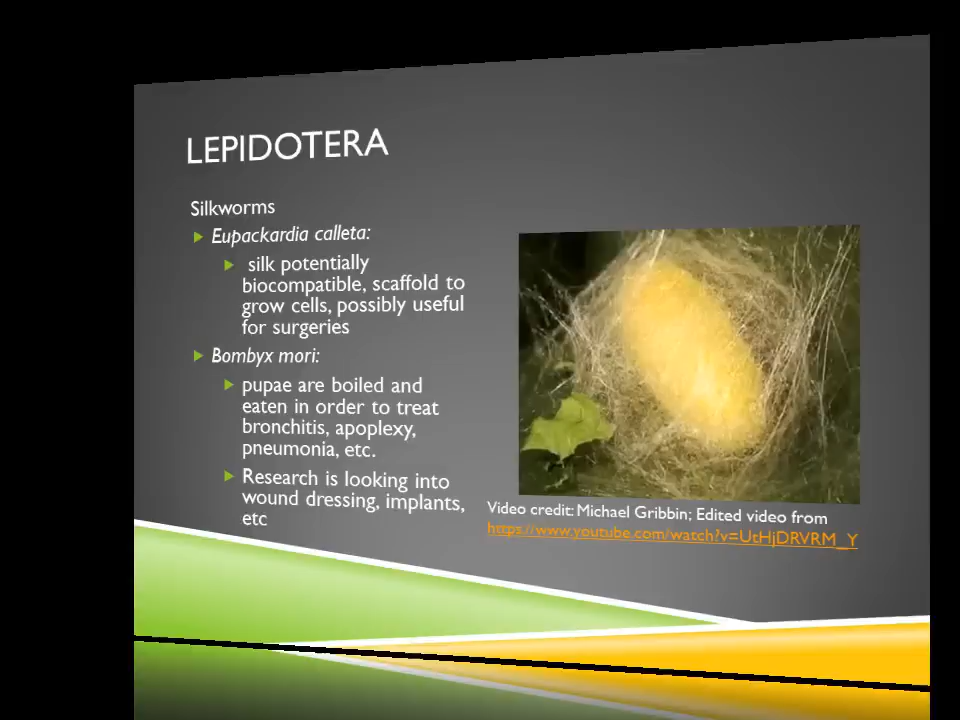 LEPIDOTERA
Silkworms
Eupackardia calleta:
silk potentially
biocompatible, scaffold to
grow cells, possibly useful
for surgeries
Bombyx mori:
pupae are boiled and
eaten in order to treat
bronchitis, apoplexy,
pneumonia, etc.
Research is looking into
wound dressing, implants,
etc
Video credit: Michael Gribbin; Edited video from
https://www.youtube.com/watch?v=UtHjDRVRM_Y